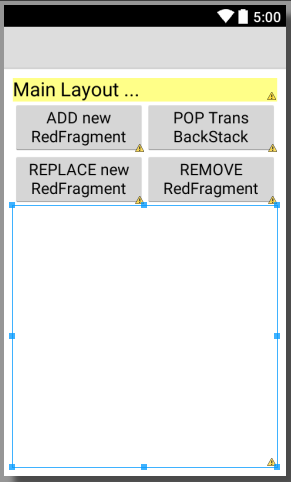 5:00
Main Layout ...
ADD new
RedFragment
POP Trans
BackStack
REPLACE new
RedFragment
REMOVE
RedFragment